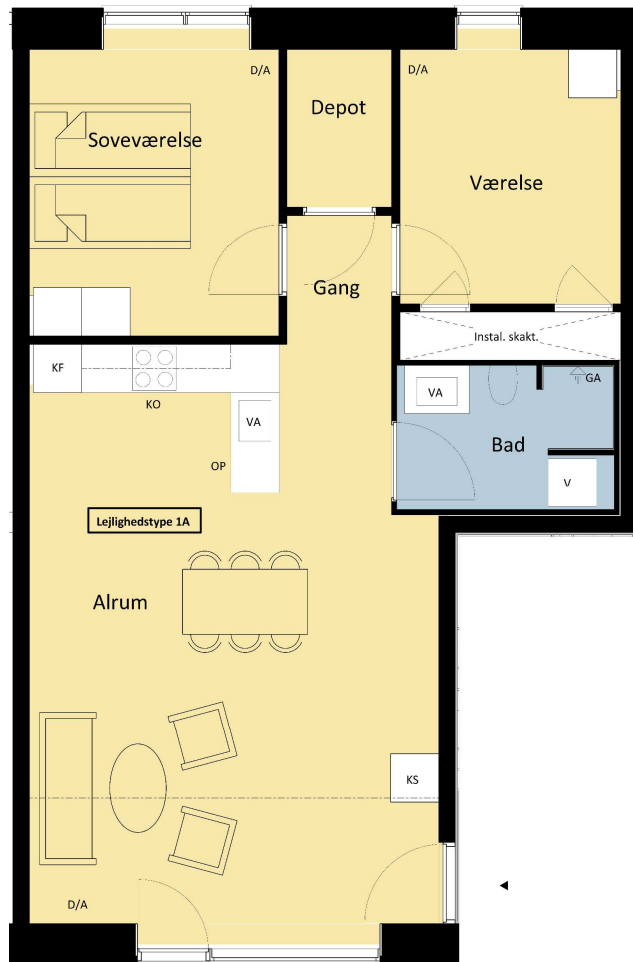 D/A
D/A
Depot
Soveværelse
Værelse
Gang
Instal. skakt.
KF
GA
VA
KO
VA
Bad
OP
V
Lejlighedstype 1A
Alrum
KS
D/A